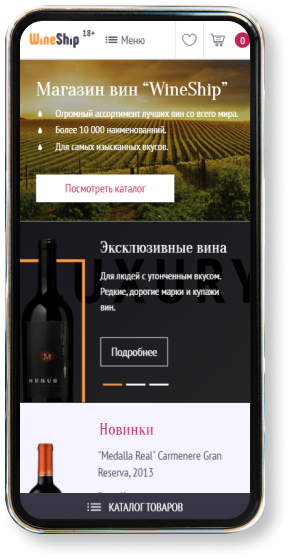 WineShip 18+ Меню 0
Магазин вин “WineShip”
Огромный ассортимент лучших вин со всего мира.
Более 10 000 наименованний.
Для самых изысканных вкусов.
Посмотреть каталог
Эксклюзивные вина
LUXURY
Для людей с утонченным вкусом.
Редкие, дорогие марки и купажи
вин.
Подробнее
M
Новинки
"Medalla Real" Carmenere Gran
Reserva, 2013
КАТАЛОГ ТОВАРОВ